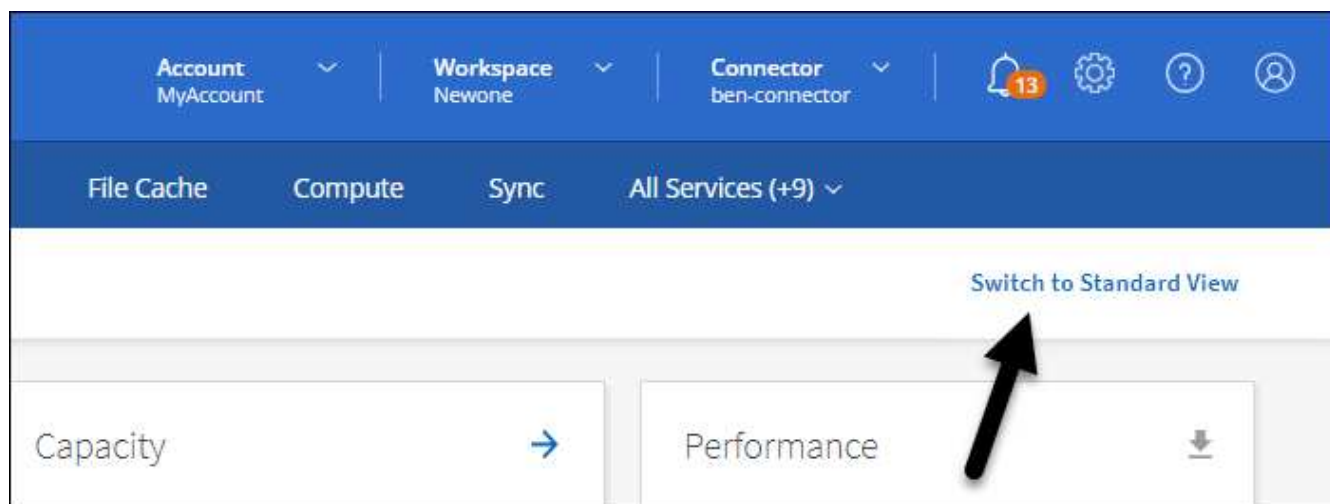 Account Workspace Connector
MyAccount Newone ben-connector 13
File Cache Compute Sync All Services (+9)
Switch to Standard View
Capacity Performance